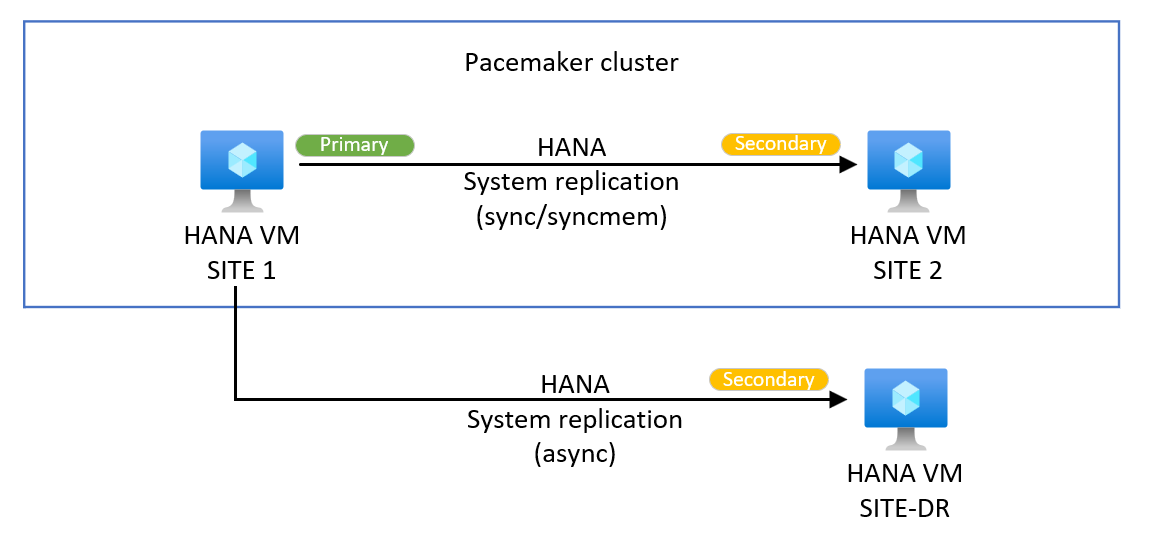 Pacemaker cluster
Primary
HANA
Secondary
System replication
(sync/syncmem)
HANA VM
SITE 1
HANA VM
SITE 2
HANA
Secondary
System replication
(async)
HANA VM
SITE-DR